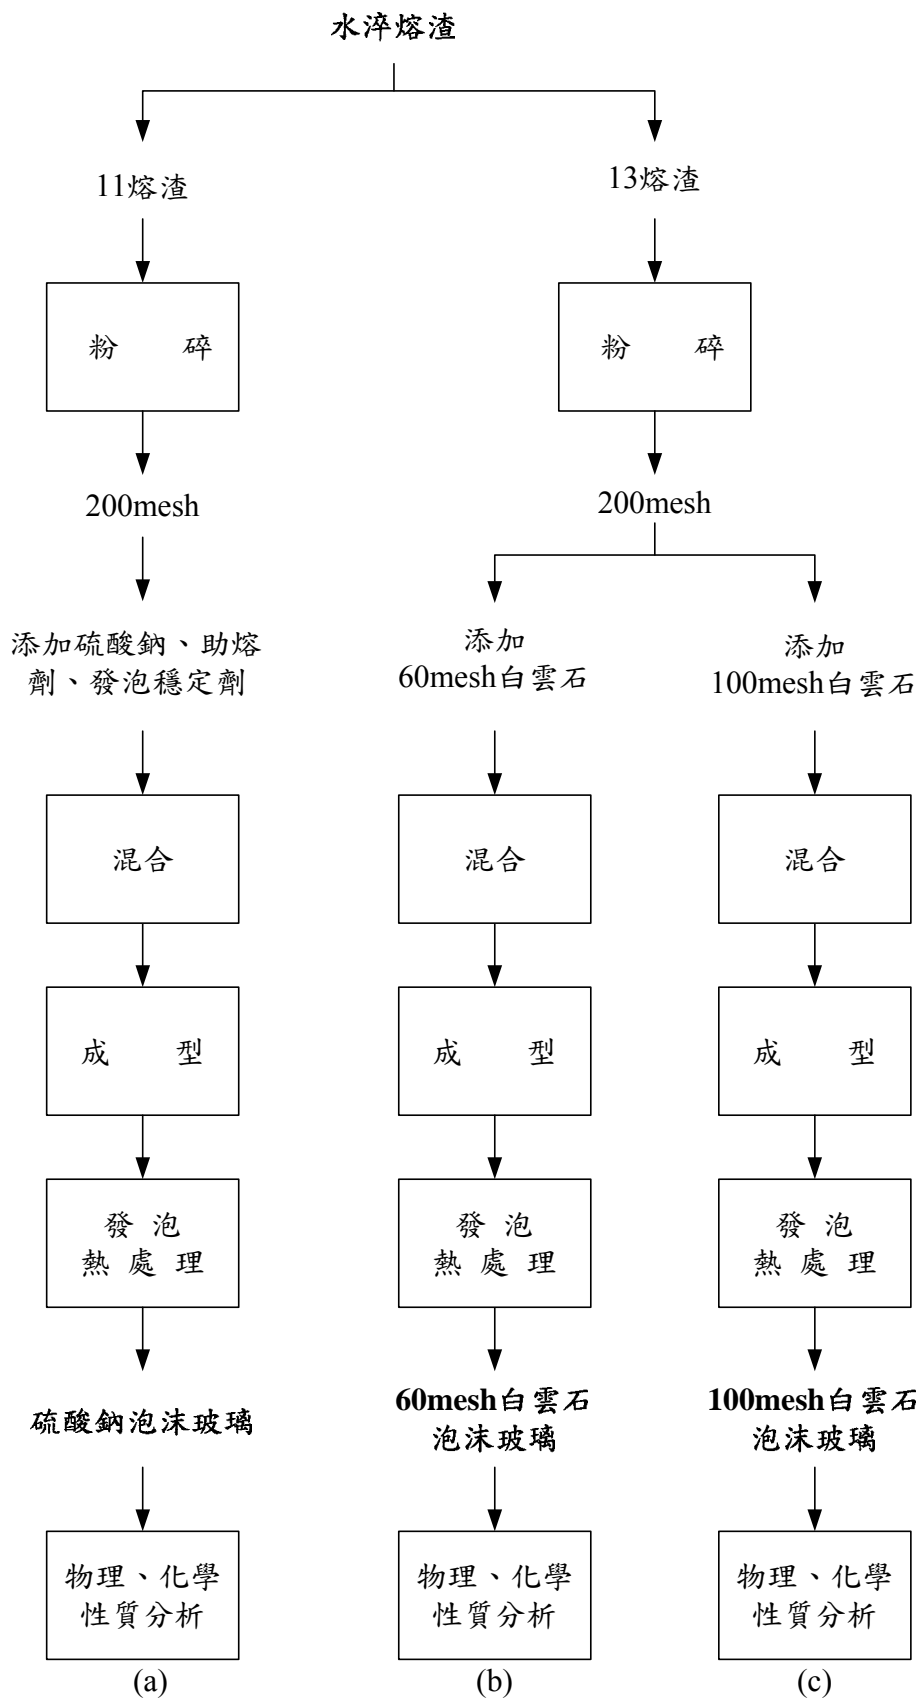 水淬熔渣
11熔渣
13熔渣
粉 碎
粉 碎
200mesh
200mesh
添加硫酸鈉、助熔
劑、發泡穩定劑
添加
60mesh白雲石
添加
100mesh白雲石
混合
混合
混合
成 型
成 型
成 型
發 泡
熱 處 理
發 泡
熱 處 理
發 泡
熱 處 理
硫酸鈉泡沫玻璃
60mesh白雲石
泡沫玻璃
100mesh白雲石
泡沫玻璃
物理、化學
性質分析
物理、化學
性質分析
物理、化學
性質分析
(a)
(b)
(c)